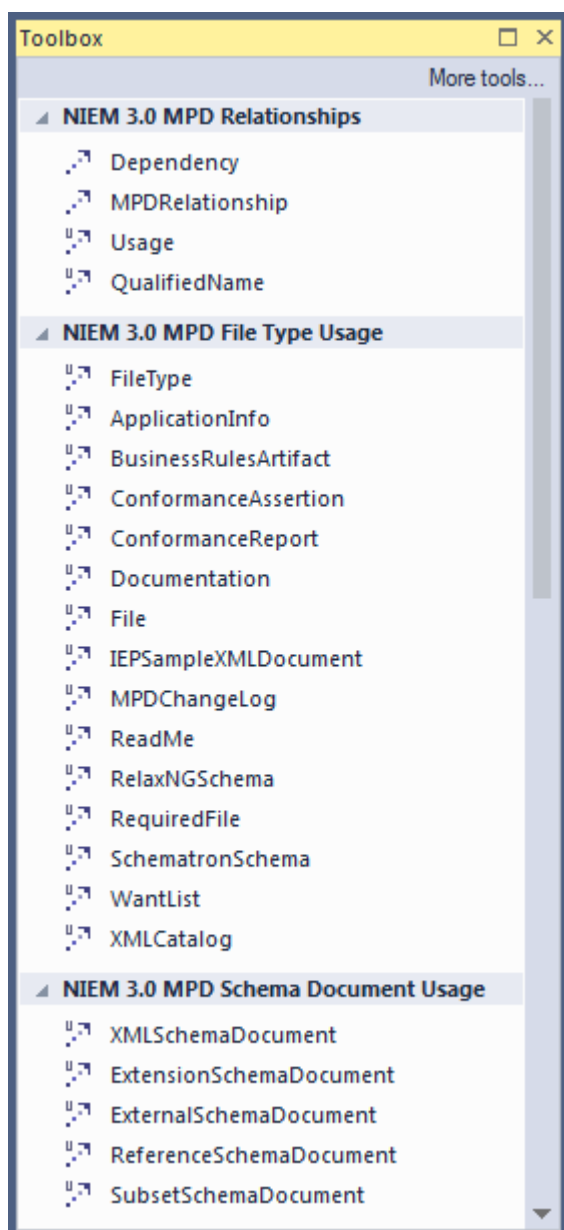 Toolbox
More tools...
NIEM 3.0 MPD Relationships
Dependency
MPDRelationship
Usage
QualifiedName
NIEM 3.0 MPD File Type Usage
FileType
ApplicationInfo
BusinessRulesArtifact
ConformanceAssertion
ConformanceReport
Documentation
File
IEPSampleXMLDocument
MPDChangeLog
ReadMe
RelaxNGSchema
RequiredFile
SchematronSchema
WantList
XMLCatalog
NIEM 3.0 MPD Schema Document Usage
XMLSchemaDocument
ExtensionSchemaDocument
ExternalSchemaDocument
ReferenceSchemaDocument
SubsetSchemaDocument